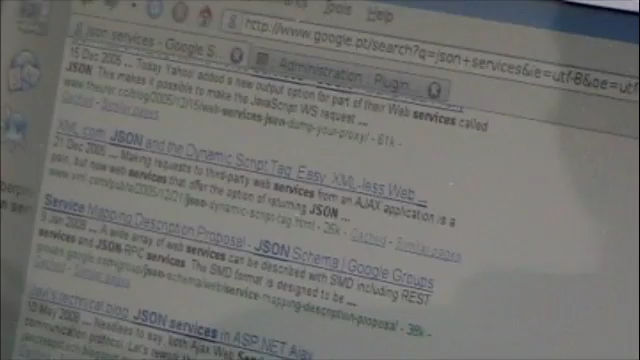 Tools Help
http://www.google.pt/search?q=json+services&ie=utf-8&oe=utf
json services - Google S...
Administration Plugin
15 Dec 2005 ... Today Yahoo! added a new output option for part of their Web services called
JSON. This makes it possible to make the JavaScript WS request ...
www.theurer.cc/blog/2005/12/15/web-services-json-dump-your-proxy/ - 61k -
Cached - Similar pages
XML.com: JSON and the Dynamic Script Tag: Easy, XML-less Web ...
21 Dec 2005 ... Making requests to third-party web services from an AJAX application is a
pain, but now web services that offer the option of returning JSON ...
www.xml.com/pub/a/2005/12/21/json-dynamic-script-tag.html - 26k - Cached - Similar pages
Service Mapping Description Proposal - JSON Schema | Google Groups
9 Jan 2008 ... A wide array of web services can be described with SMD including REST
services and JSON-RPC services. The SMD format is designed to be ...
groups.google.com/group/json-schema/web/service-mapping-description-proposal - 38k -
Cached - Similar pages
technical blog: JSON services in ASP.NET Ajax
10 May 2008 ... Needless to say, both Ajax Web
communication protocol. Let's